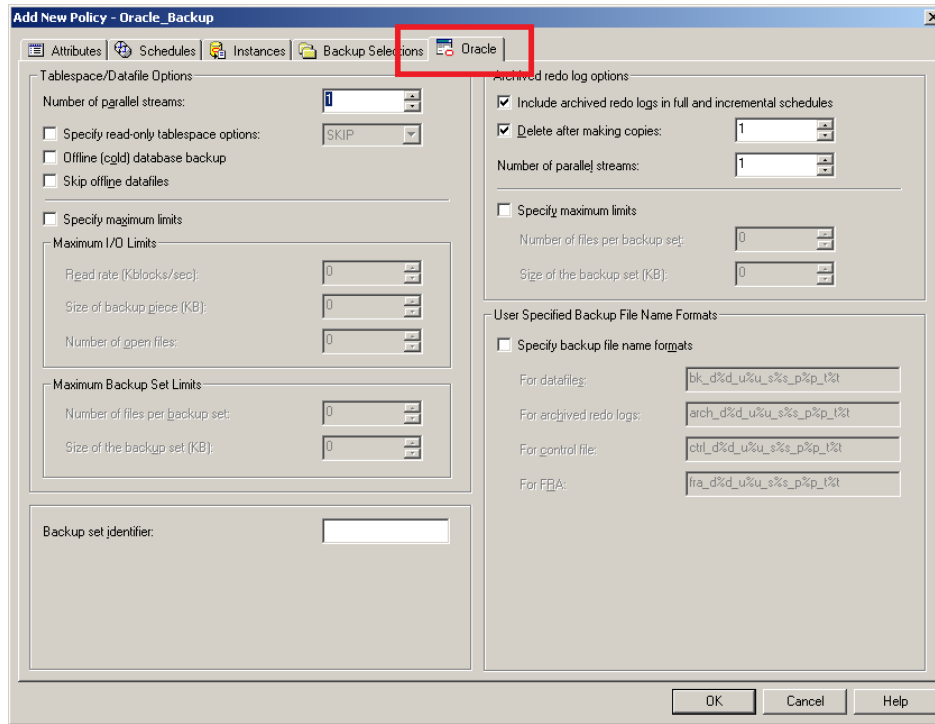 Add New Policy - Oracle_Backup
Attributes Schedules Instances Backup Selections Oracle
Tablespace/Datafile Options
Number of parallel streams: 1
Specify read-only tablespace options: SKIP
Offline (cold) database backup
Skip offline datafiles
Specify maximum limits
Maximum I/O Limits
Read rate (Kblocks/sec): 0
Size of backup piece (KB): 0
Number of open files: 0
Maximum Backup Set Limits
Number of files per backup set: 0
Size of the backup set (KB): 0
Backup set identifier:
Archived redo log options
Include archived redo logs in full and incremental schedules
Delete after making copies: 1
Number of parallel streams: 1
Specify maximum limits
Number of files per backup set: 0
Size of the backup set (KB): 0
User Specified Backup File Name Formats
Specify backup file name formats
For datafiles: bk_d%d_u%u_s%s_p%p_t%t
For archived redo logs: arch_d%d_u%u_s%s_p%p_t%t
For control file: ctrl_d%d_u%u_s%s_p%p_t%t
For FRA: fra_d%d_u%u_s%s_p%p_t%t
OK Cancel Help